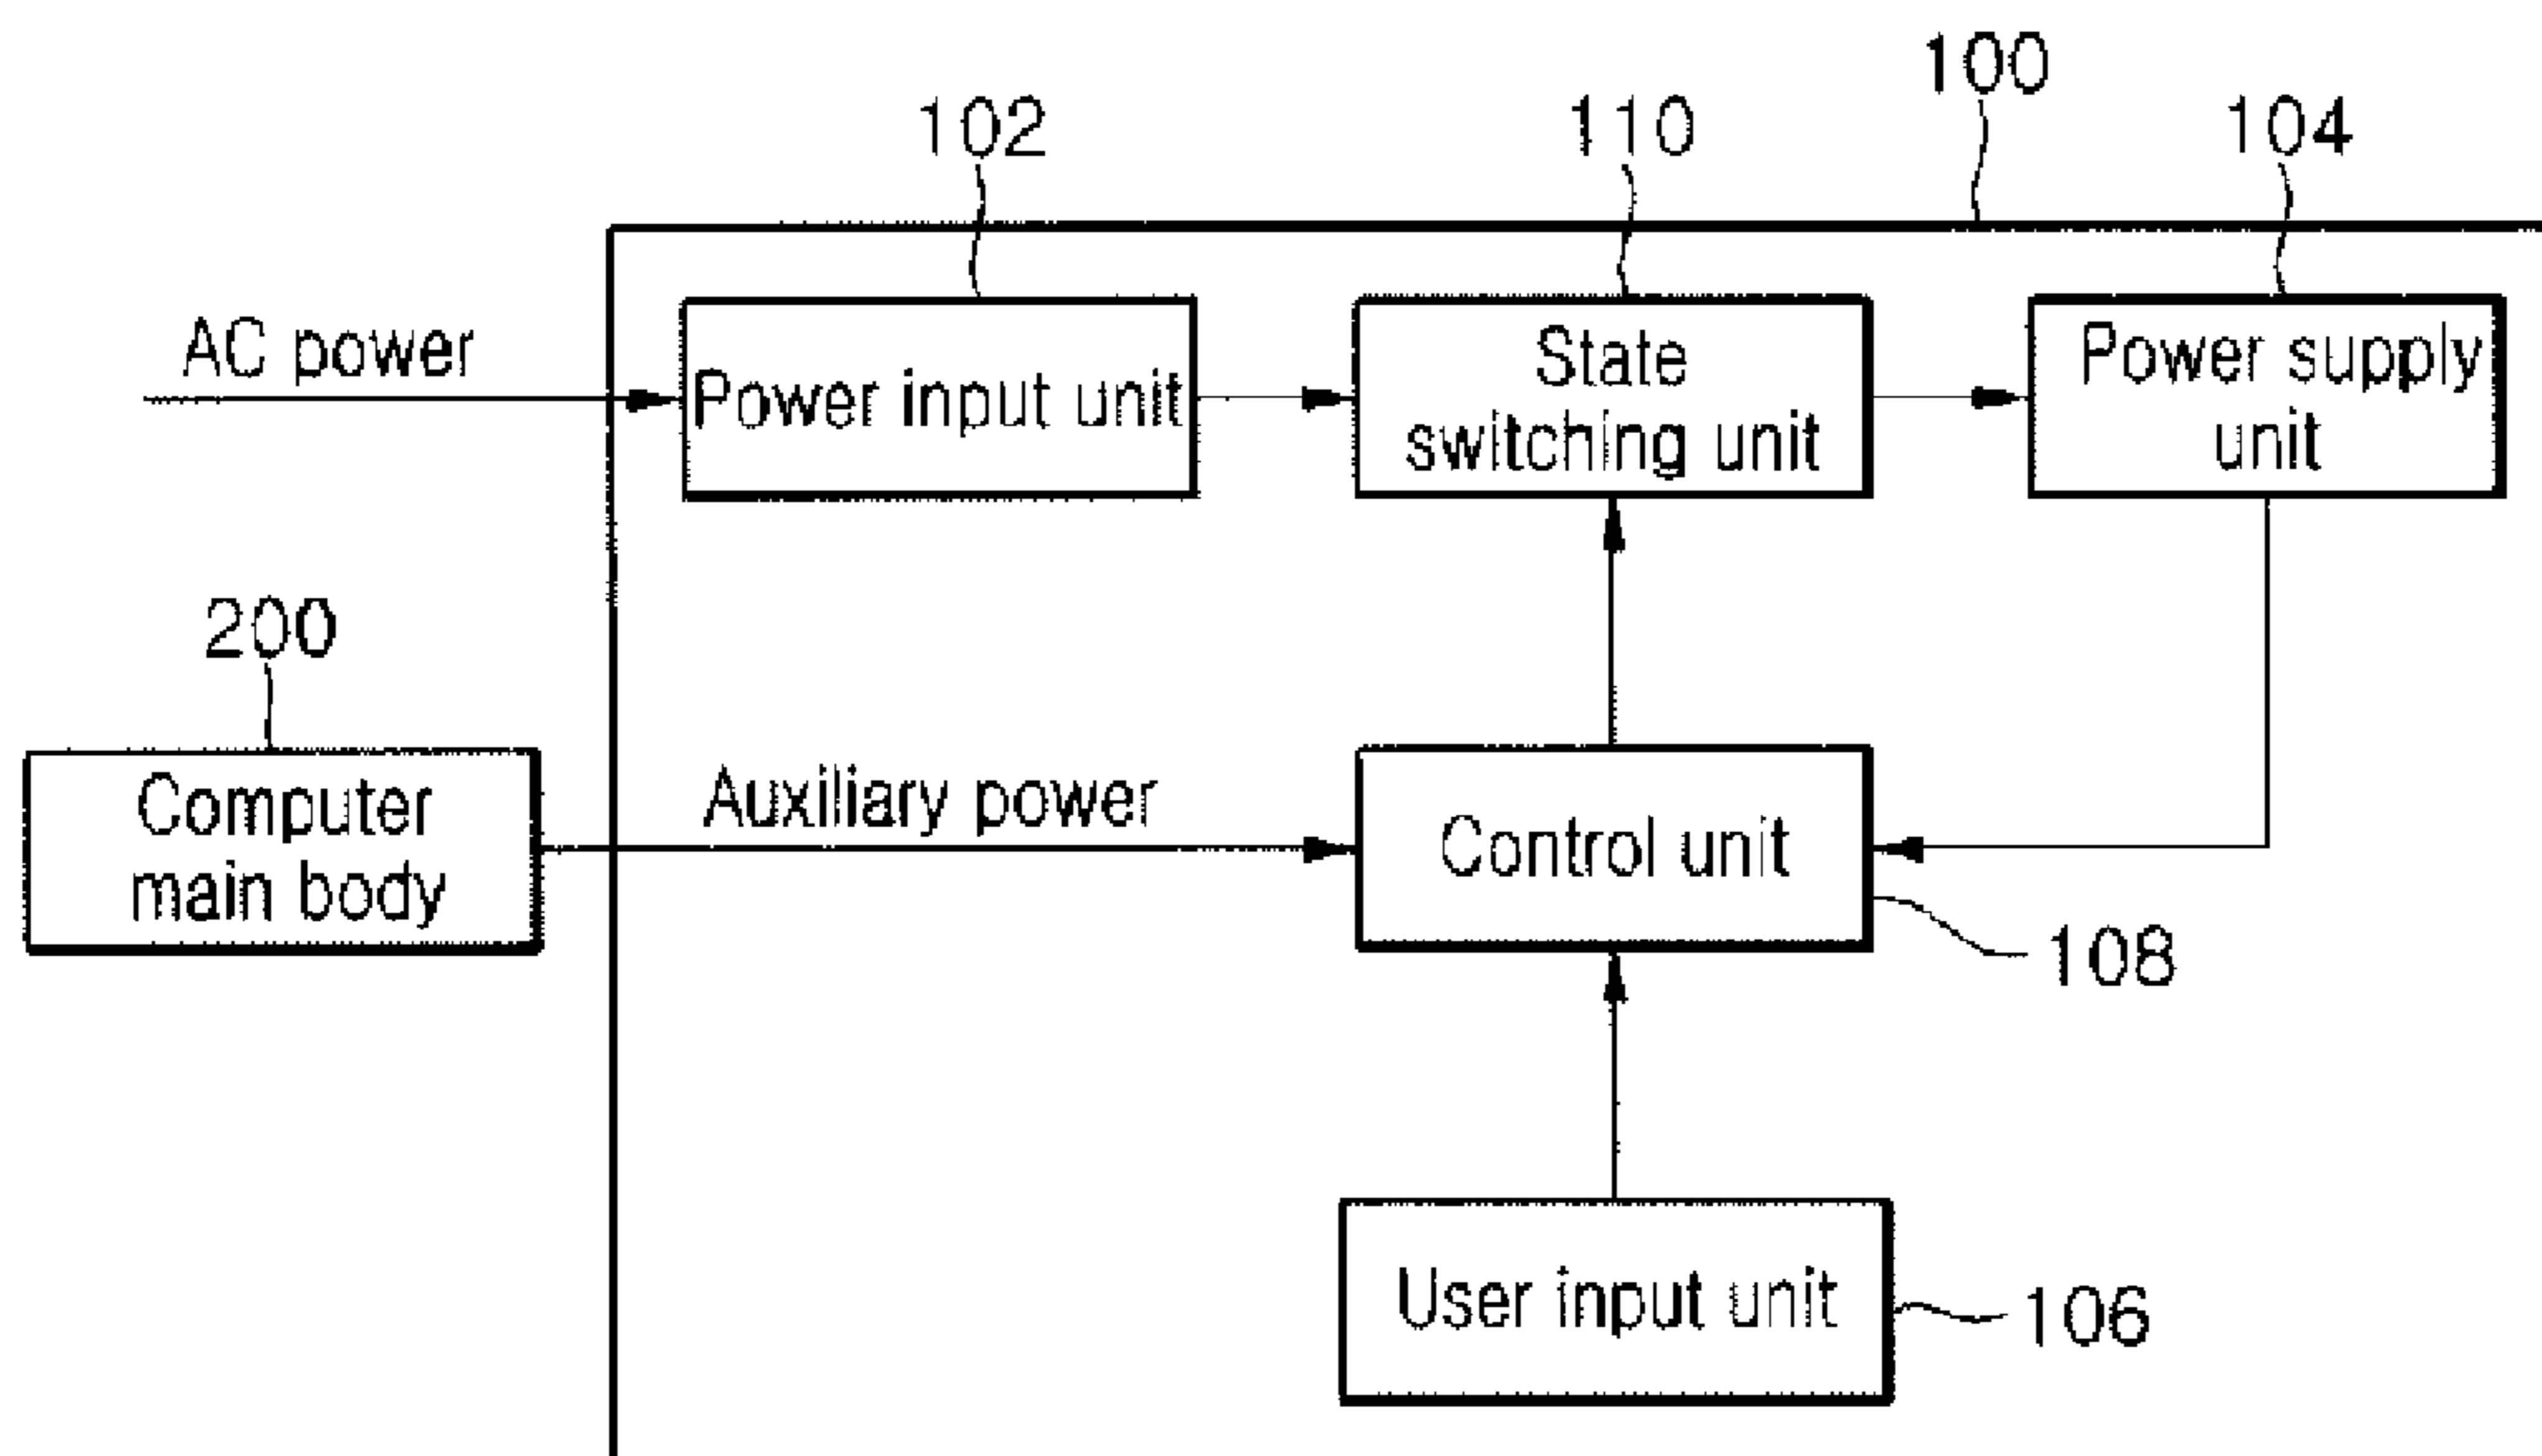 100
102
110
104
AC power
Power input unit
State
switching unit
Power supply
unit
200
Computer
main body
Auxiliary power
Control unit
108
User input unit
106